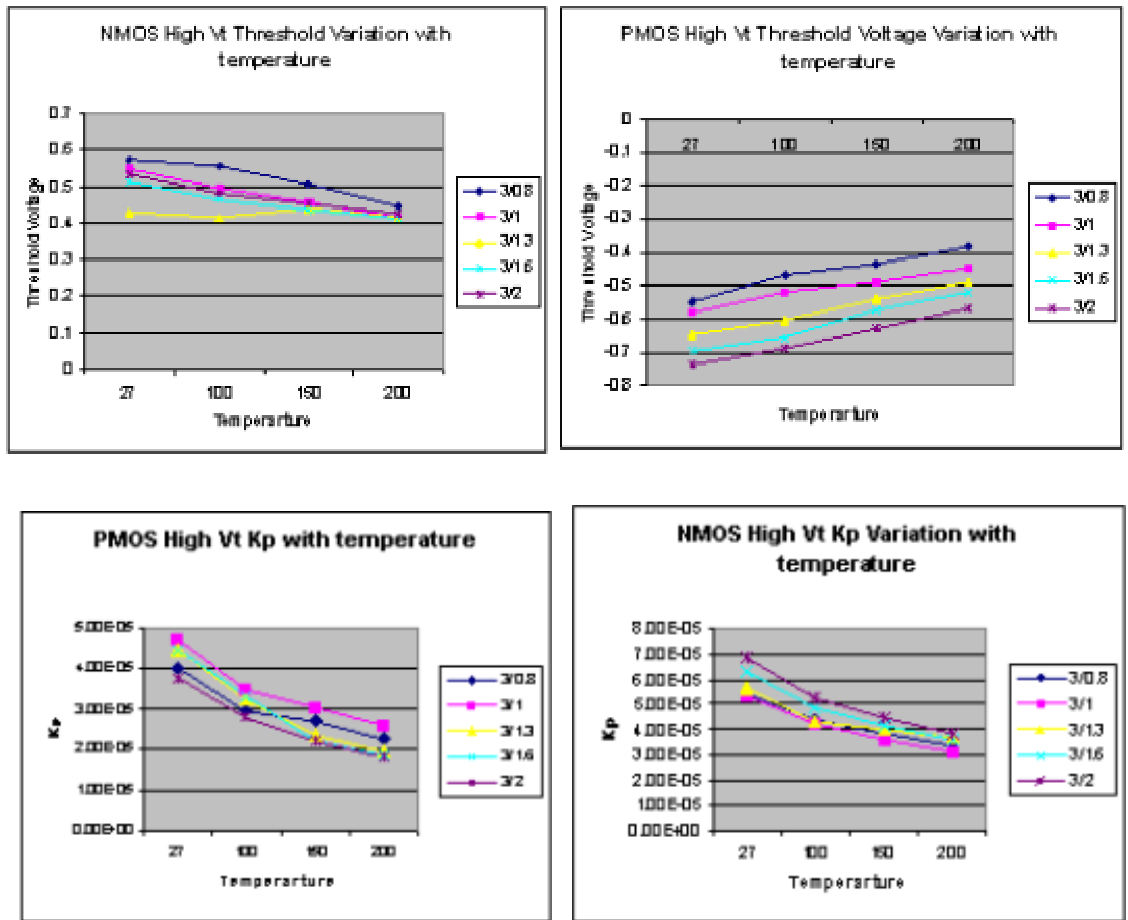 NMOS High Vt Threshold Variation with
temperature
Threshold Voltage
0.7
0.6
0.5
0.4
0.3
0.2
0.1
0
27
100
150
200
Temperarture
3/0.8
3/1
3/1.3
3/1.6
3/2
PMOS High Vt Threshold Voltage Variation with
temperature
Threshold Voltage
0
-0.1
-0.2
-0.3
-0.4
-0.5
-0.6
-0.7
-0.8
27
100
150
200
Temperarture
3/0.8
3/1
3/1.3
3/1.6
3/2
PMOS High Vt Kp with temperature
Kp
5.00E-05
4.00E-05
3.00E-05
2.00E-05
1.00E-05
0.00E+00
27
100
150
200
Temperarture
3/0.8
3/1
3/1.3
3/1.6
3/2
NMOS High Vt Kp Variation with
temperature
Kp
8.00E-05
7.00E-05
6.00E-05
5.00E-05
4.00E-05
3.00E-05
2.00E-05
1.00E-05
0.00E+00
27
100
150
200
Temperarture
3/0.8
3/1
3/1.3
3/1.6
3/2